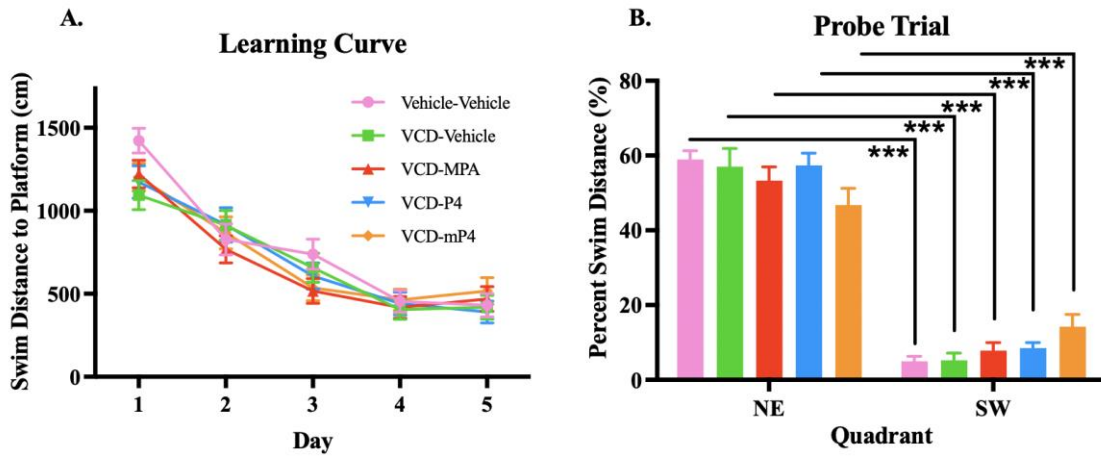 A.
Learning Curve
Swim Distance to Platform (cm)
1500
1000
500
0
1 2 3 4 5
Day
Vehicle-Vehicle
VCD-Vehicle
VCD-MPA
VCD-P4
VCD-mP4
B.
Probe Trial
Percent Swim Distance (%)
80
60
40
20
0
***
***
***
***
***
NE SW
Quadrant